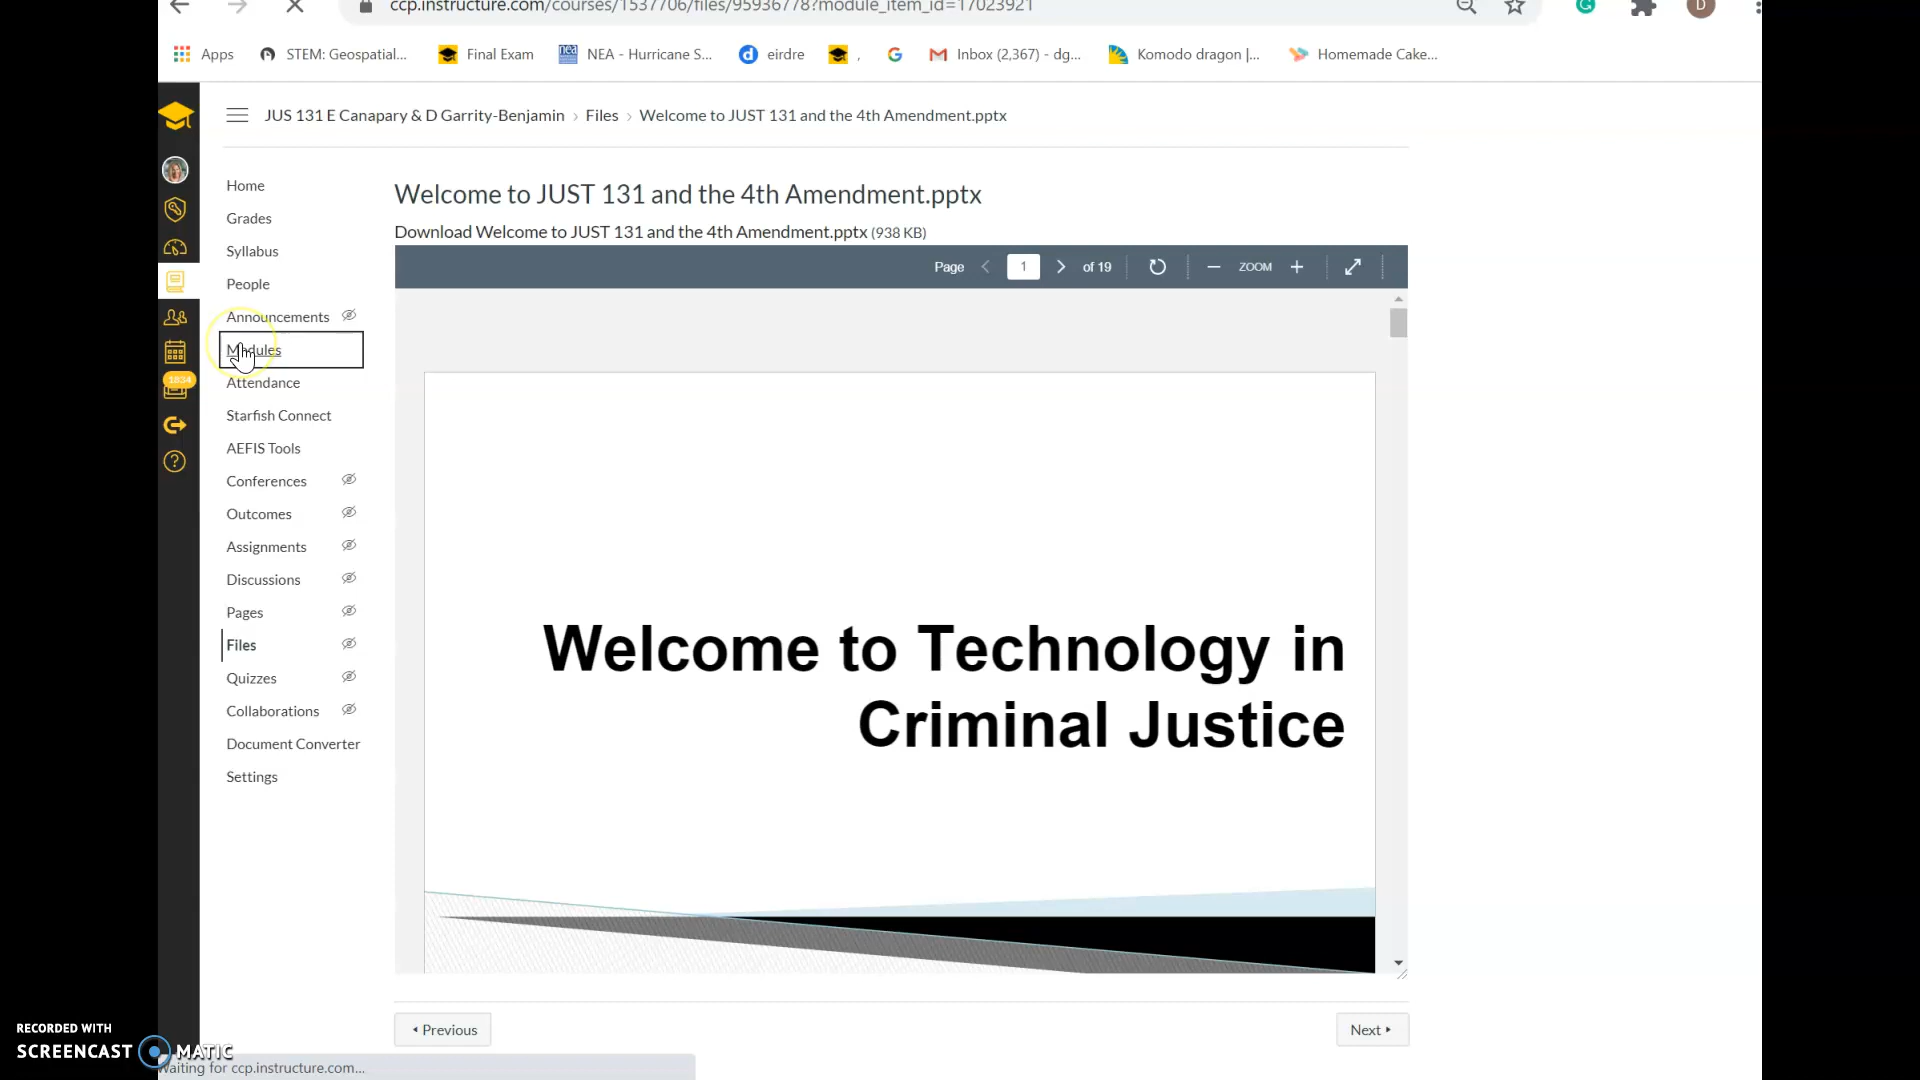 ccp.instructure.com/courses/1537706/files/95936778?module_item_id=17023921
D
Apps
STEM: Geospatial...
Final Exam
nea
NEA - Hurricane S...
d
eirdre
,
Inbox (2,367) - dg...
Komodo dragon |...
Homemade Cake...
JUS 131 E Canapary & D Garrity-Benjamin › Files › Welcome to JUST 131 and the 4th Amendment.pptx
Home
Grades
Syllabus
People
Announcements
Modules
Attendance
Starfish Connect
AEFIS Tools
Conferences
Outcomes
Assignments
Discussions
Pages
Files
Quizzes
Collaborations
Document Converter
Settings
1834
Welcome to JUST 131 and the 4th Amendment.pptx
Download Welcome to JUST 131 and the 4th Amendment.pptx (938 KB)
Page 1 of 19 ZOOM
Welcome to Technology in
Criminal Justice
Previous
Next
RECORDED WITH
SCREENCAST MATIC
Waiting for ccp.instructure.com...